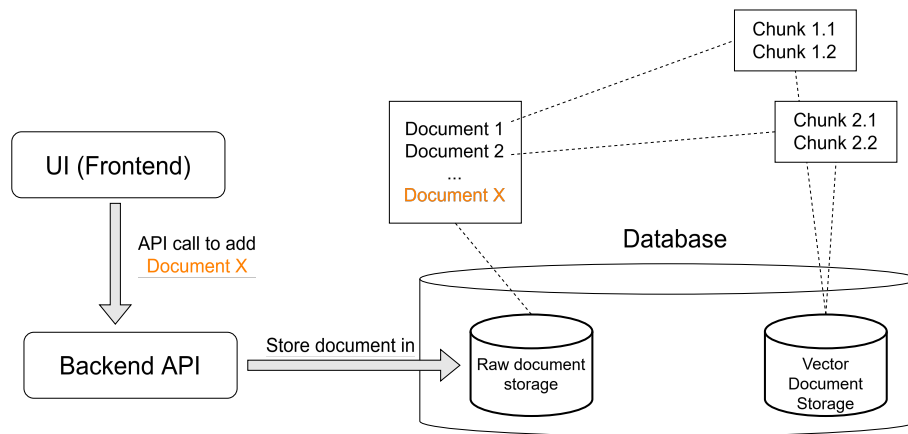 Chunk 1.1
Chunk 1.2
Document 1
Document 2
...
Document X
Chunk 2.1
Chunk 2.2
UI (Frontend)
API call to add
Document X
Database
Backend API
Store document in
Raw document
storage
Vector
Document
Storage